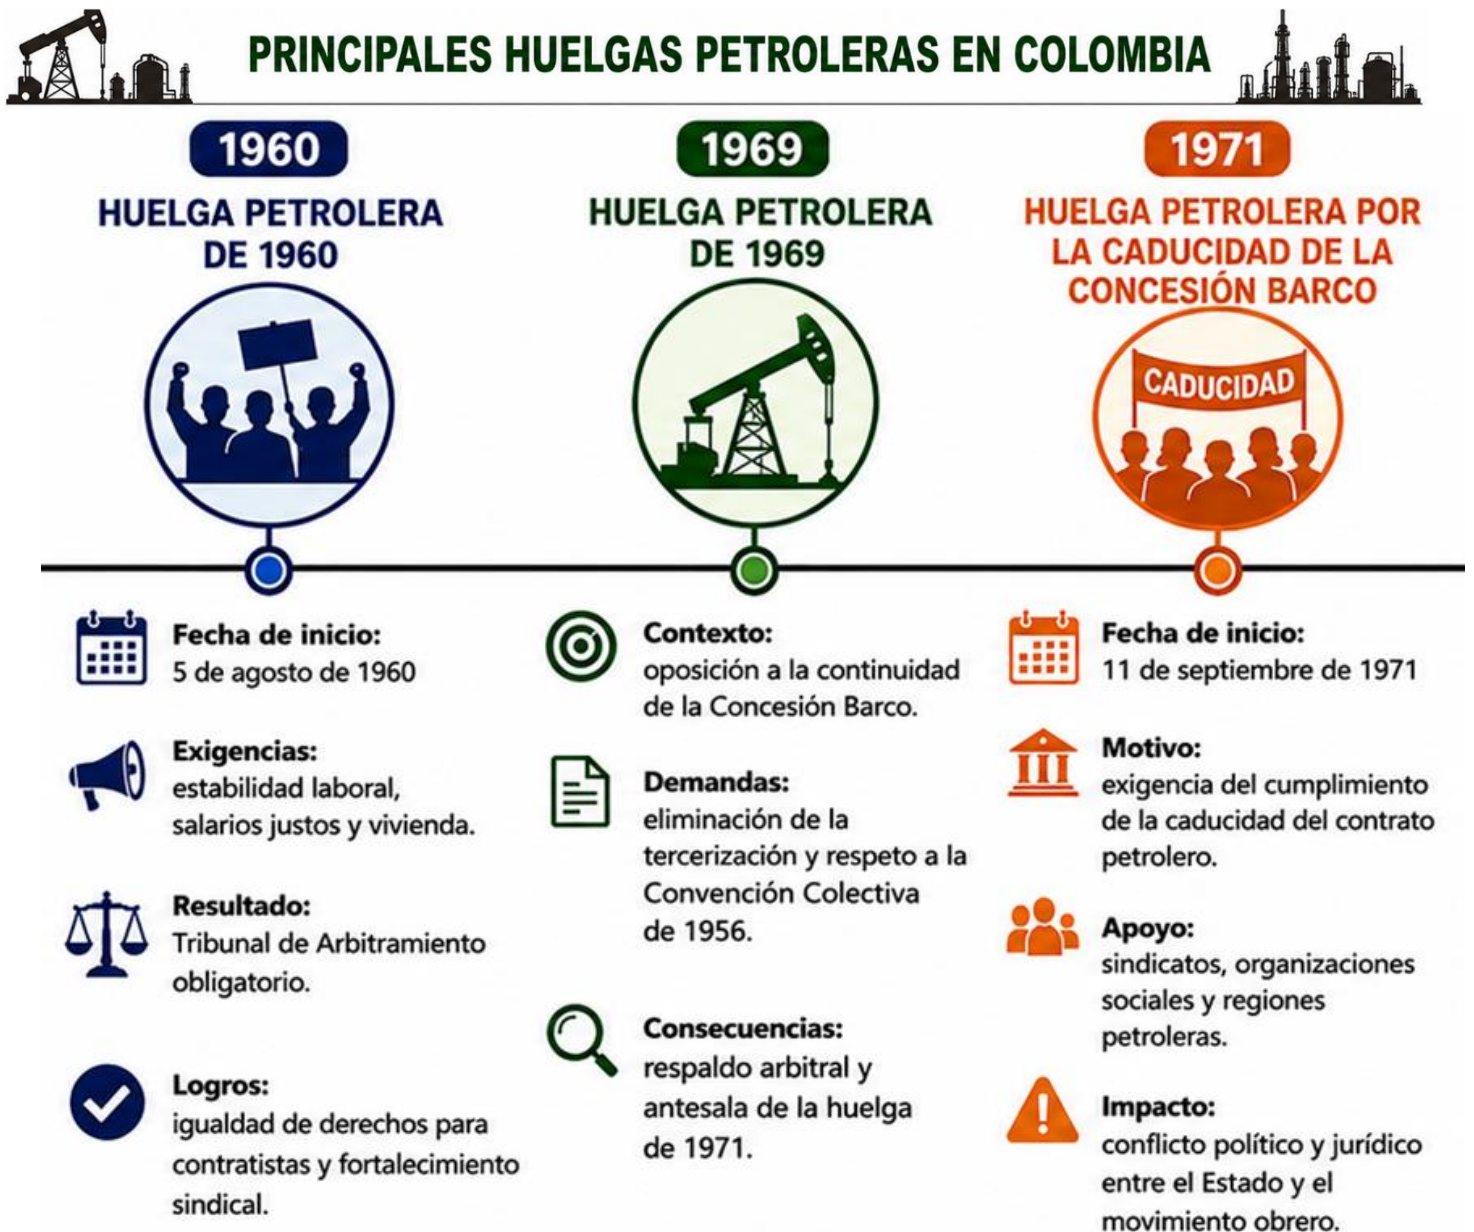 PRINCIPALES HUELGAS PETROLERAS EN COLOMBIA
1960
HUELGA PETROLERA
DE 1960
Fecha de inicio:
5 de agosto de 1960
Exigencias:
estabilidad laboral,
salarios justos y vivienda.
Resultado:
Tribunal de Arbitramiento
obligatorio.
Logros:
igualdad de derechos para
contratistas y fortalecimiento
sindical.
1969
HUELGA PETROLERA
DE 1969
Contexto:
oposición a la continuidad
de la Concesión Barco.
Demandas:
eliminación de la
tercerización y respeto a la
Convención Colectiva
de 1956.
Consecuencias:
respaldo arbitral y
antesala de la huelga
de 1971.
1971
HUELGA PETROLERA POR
LA CADUCIDAD DE LA
CONCESIÓN BARCO
CADUCIDAD
Fecha de inicio:
11 de septiembre de 1971
Motivo:
exigencia del cumplimiento
de la caducidad del contrato
petrolero.
Apoyo:
sindicatos, organizaciones
sociales y regiones
petroleras.
Impacto:
conflicto político y jurídico
entre el Estado y el
movimiento obrero.